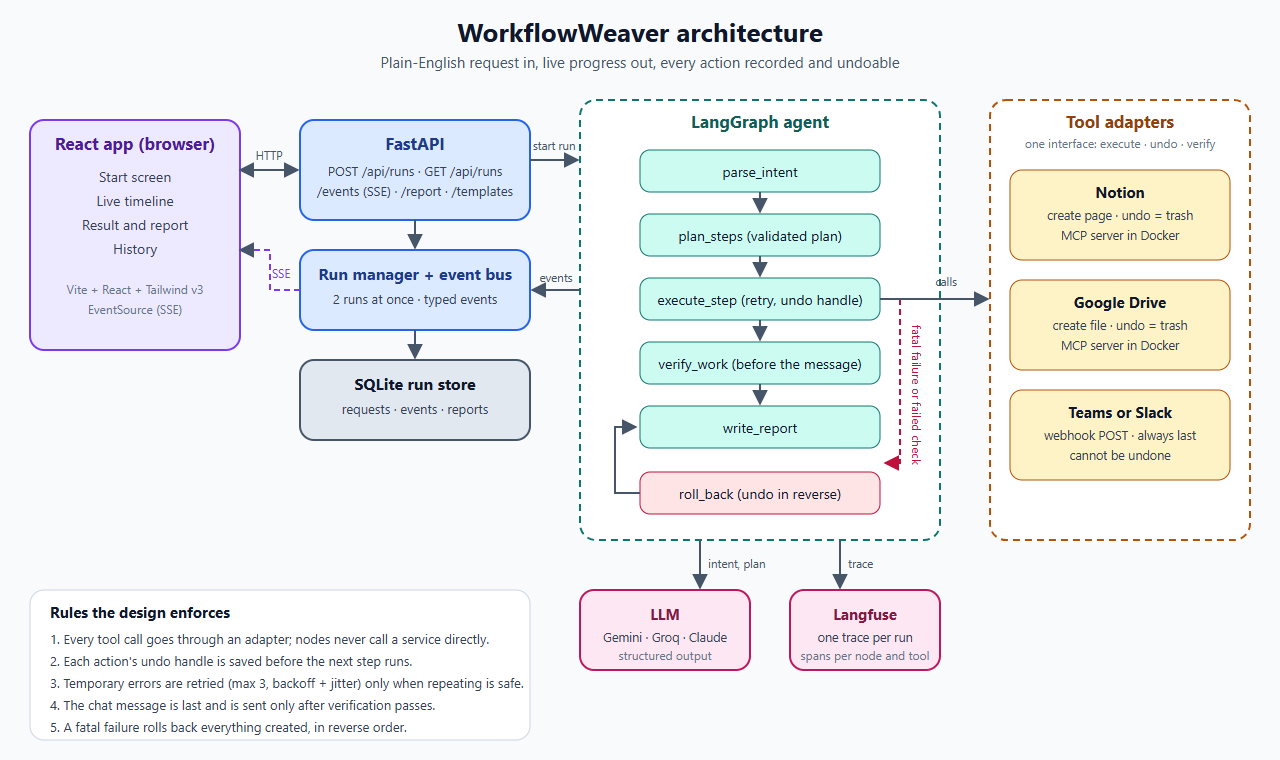 WorkflowWeaver architecture
Plain-English request in, live progress out, every action recorded and undoable
React app (browser)
Start screen
Live timeline
Result and report
History
Vite + React + Tailwind v3
EventSource (SSE)
HTTP
SSE
FastAPI
POST /api/runs · GET /api/runs
/events (SSE) · /report · /templates
Run manager + event bus
2 runs at once · typed events
SQLite run store
requests · events · reports
start run
events
LangGraph agent
parse_intent
plan_steps (validated plan)
execute_step (retry, undo handle)
verify_work (before the message)
write_report
roll_back (undo in reverse)
fatal failure or failed check
calls
Tool adapters
one interface: execute · undo · verify
Notion
create page · undo = trash
MCP server in Docker
Google Drive
create file · undo = trash
MCP server in Docker
Teams or Slack
webhook POST · always last
cannot be undone
intent, plan
trace
LLM
Gemini · Groq · Claude
structured output
Langfuse
one trace per run
spans per node and tool
Rules the design enforces
1. Every tool call goes through an adapter; nodes never call a service directly.
2. Each action's undo handle is saved before the next step runs.
3. Temporary errors are retried (max 3, backoff + jitter) only when repeating is safe.
4. The chat message is last and is sent only after verification passes.
5. A fatal failure rolls back everything created, in reverse order.